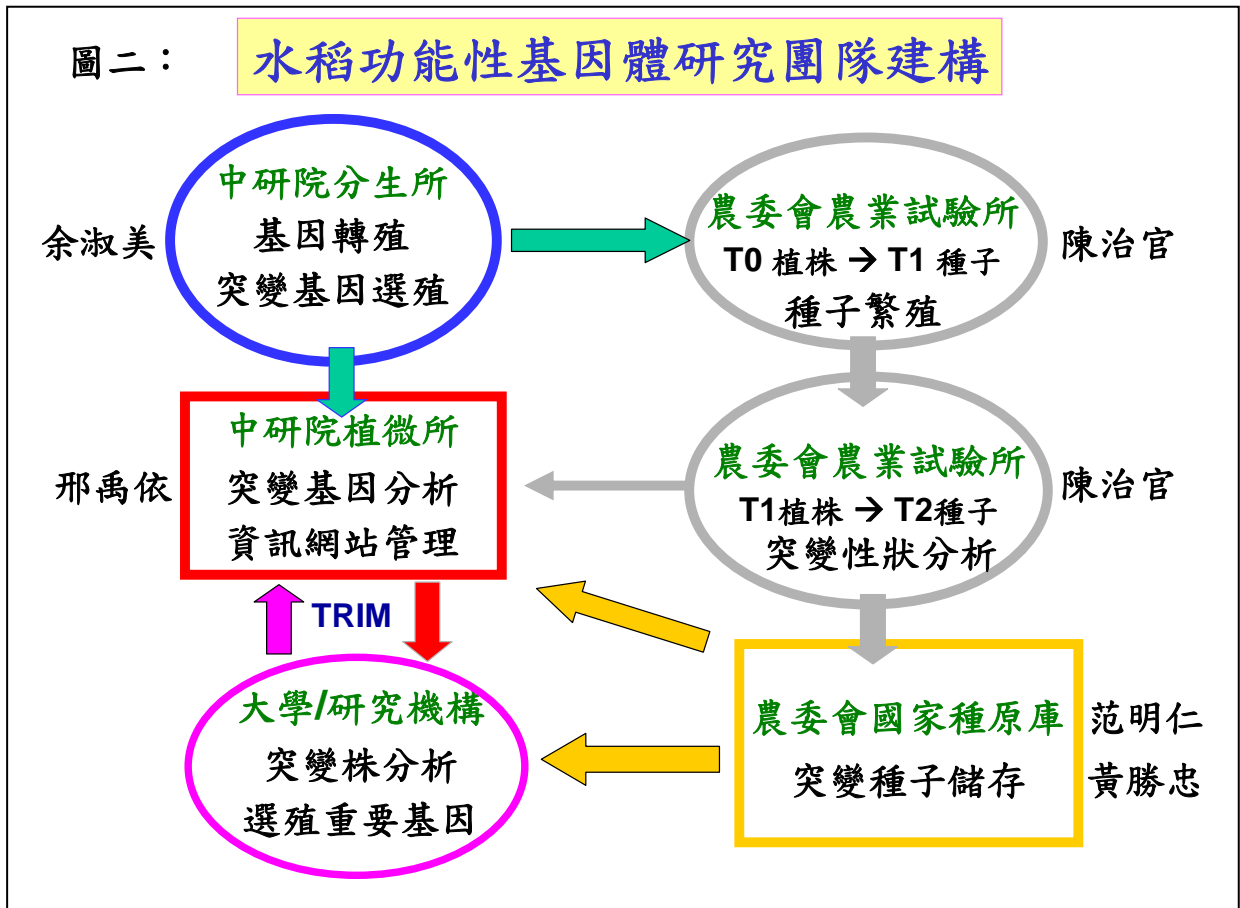 圖二：
水稻功能性基因體研究團隊建構
余淑美
中研院分生所
基因轉殖
突變基因選殖
農委會農業試驗所
T0 植株 → T1 種子
種子繁殖
陳治官
邢禹依
中研院植微所
突變基因分析
資訊網站管理
農委會農業試驗所
T1植株 → T2種子
突變性狀分析
陳治官
TRIM
大學/研究機構
突變株分析
選殖重要基因
農委會國家種原庫
突變種子儲存
范明仁
黃勝忠